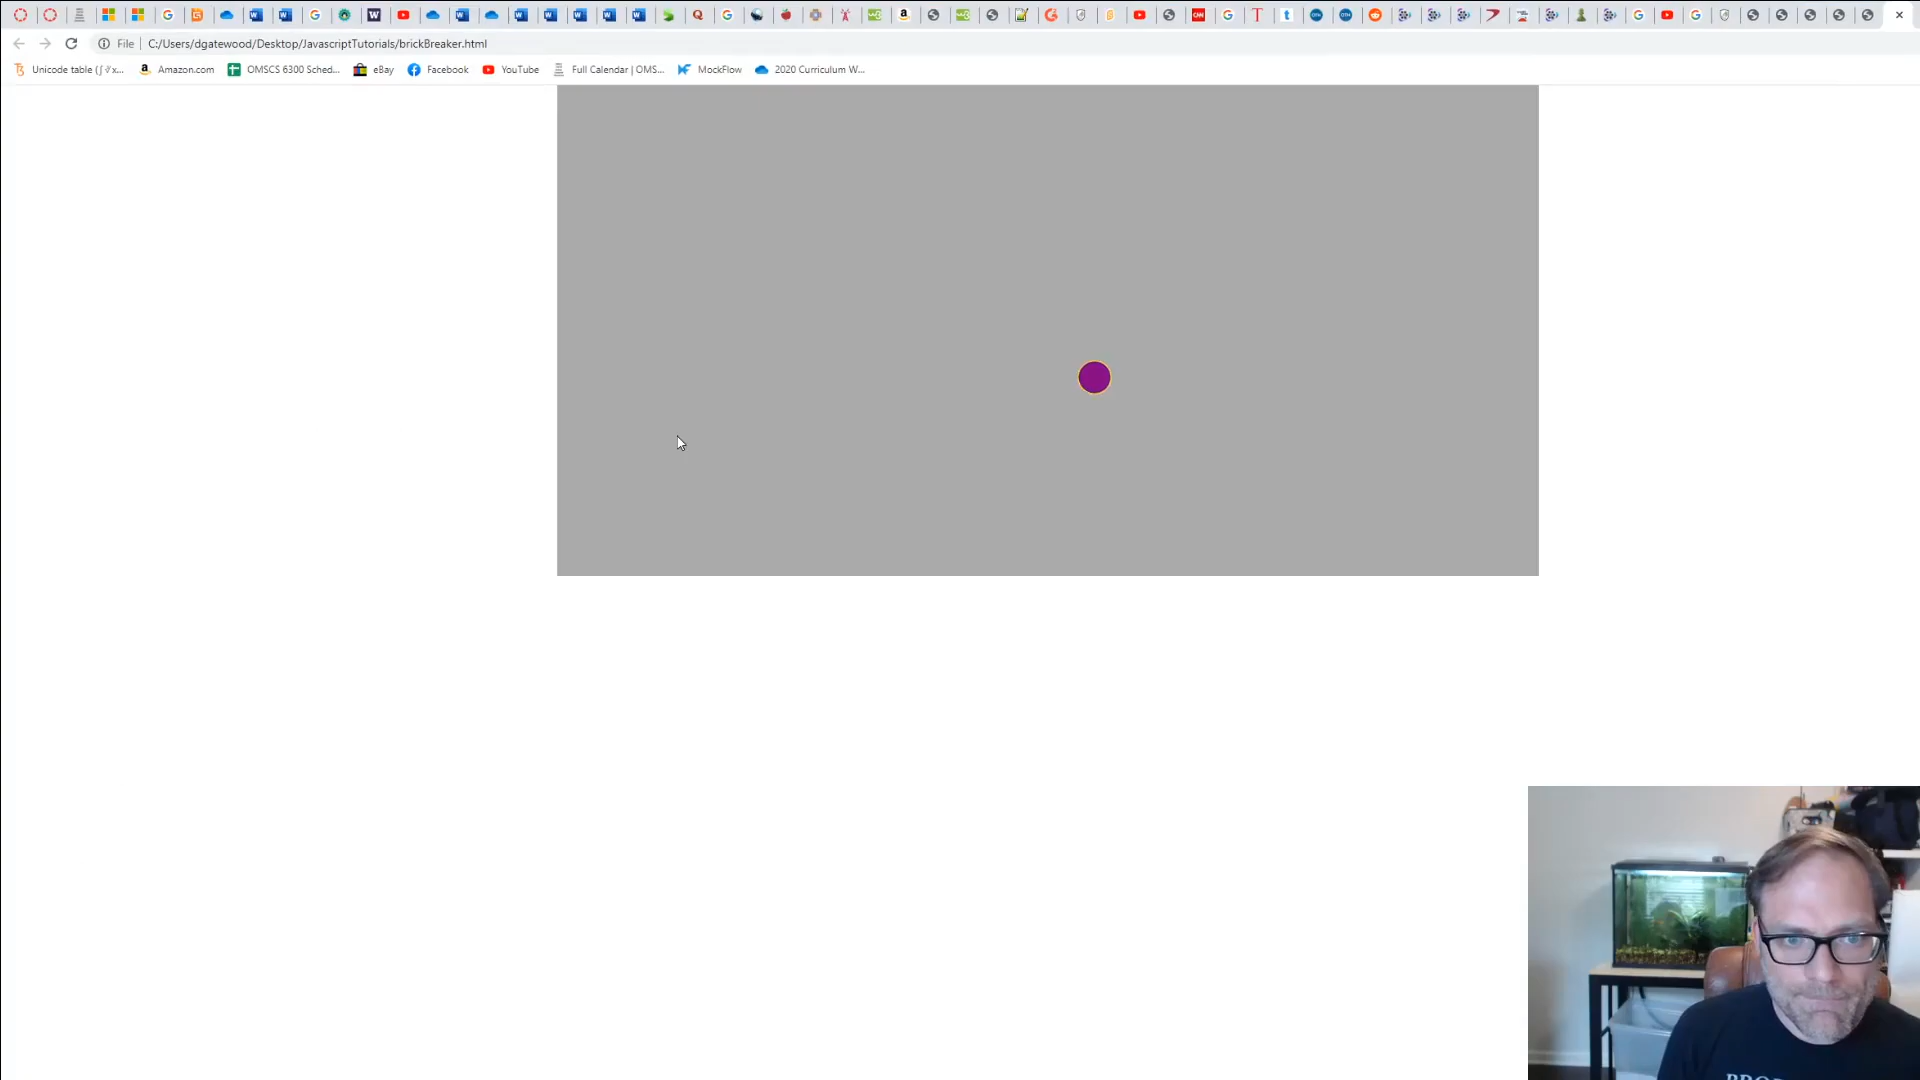 File C:/Users/dgatewood/Desktop/JavascriptTutorials/brickBreaker.html
Unicode table (∫∛x... Amazon.com OMSCS 6300 Sched... eBay Facebook YouTube Full Calendar | OMS... MockFlow 2020 Curriculum W...